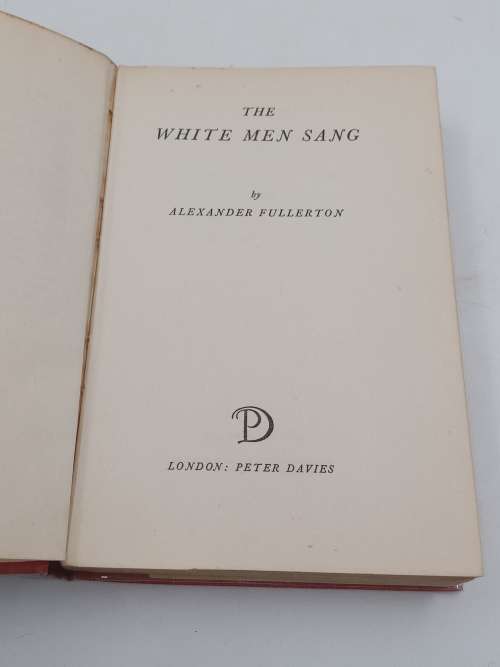 THE
WHITE MEN SANG
by
ALEXANDER FULLERTON
PD
LONDON: PETER DAVIES